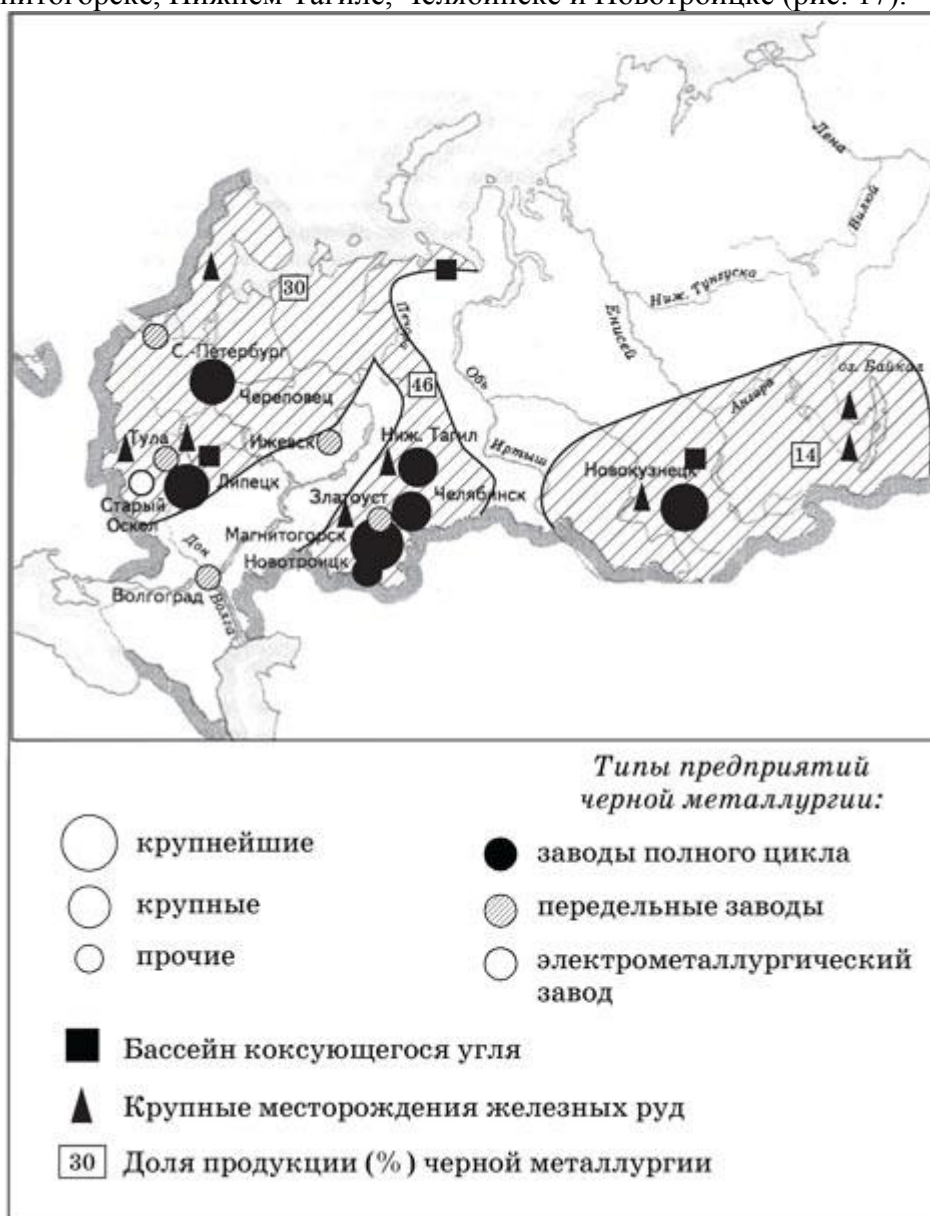 нитогорске, Нижнем Тагиле, Челябинске и Новотроицке (рис. 17).
Лена
Вилюй
Ниж. Тунгуска
Енисей
30
Печора
С.-Петербург
Череповец
46
Обь
Иртыш
Ангара
оз. Байкал
Тула
Ижевск
Ниж. Тагил
Новокузнецк
14
Липецк
Златоуст
Челябинск
Старый
Оскол
Магнитогорск
Новотроицк
Дон
Волгоград
Волга
Типы предприятий
черной металлургии:
крупнейшие
заводы полного цикла
крупные
передельные заводы
прочие
электрометаллургический
завод
Бассейн коксующегося угля
Крупные месторождения железных руд
30 Доля продукции (%) черной металлургии